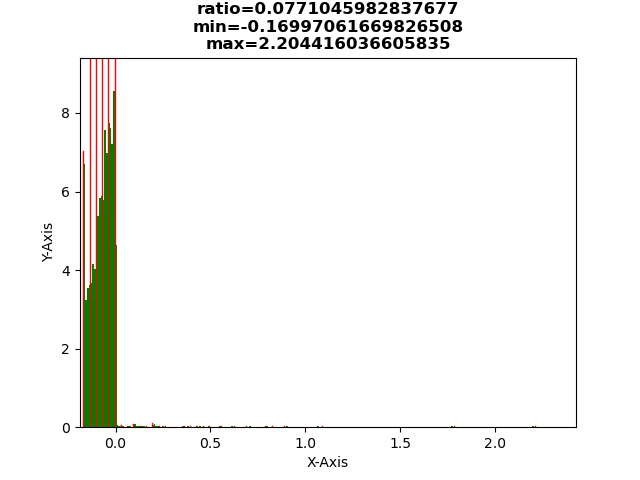 ratio=0.0771045982837677
min=-0.16997061669826508
max=2.204416036605835
8
6
4
2
0
Y-Axis
0.0 0.5 1.0 1.5 2.0
X-Axis